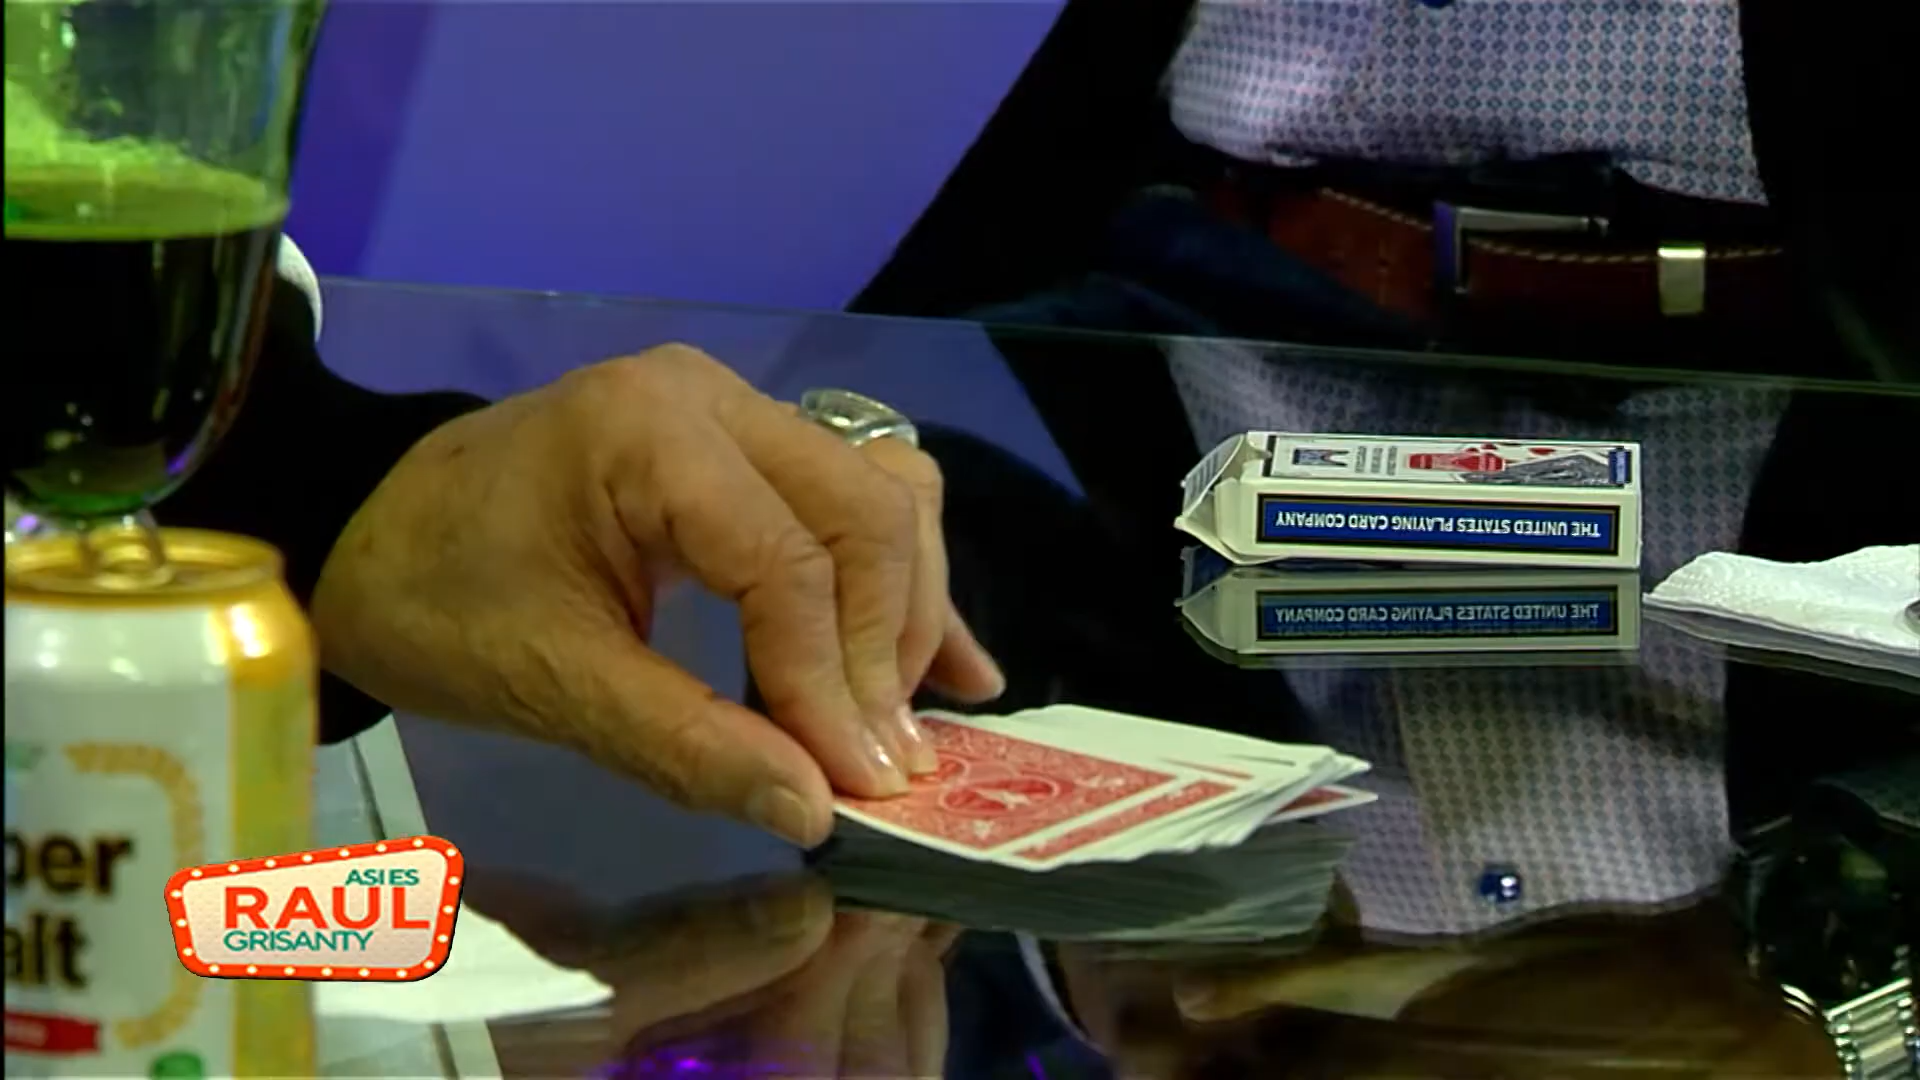 THE UNITED STATES PLAYING CARD COMPANY
THE UNITED STATES PLAYING CARD COMPANY
per
alt
ASI ES
RAUL
GRISANTY